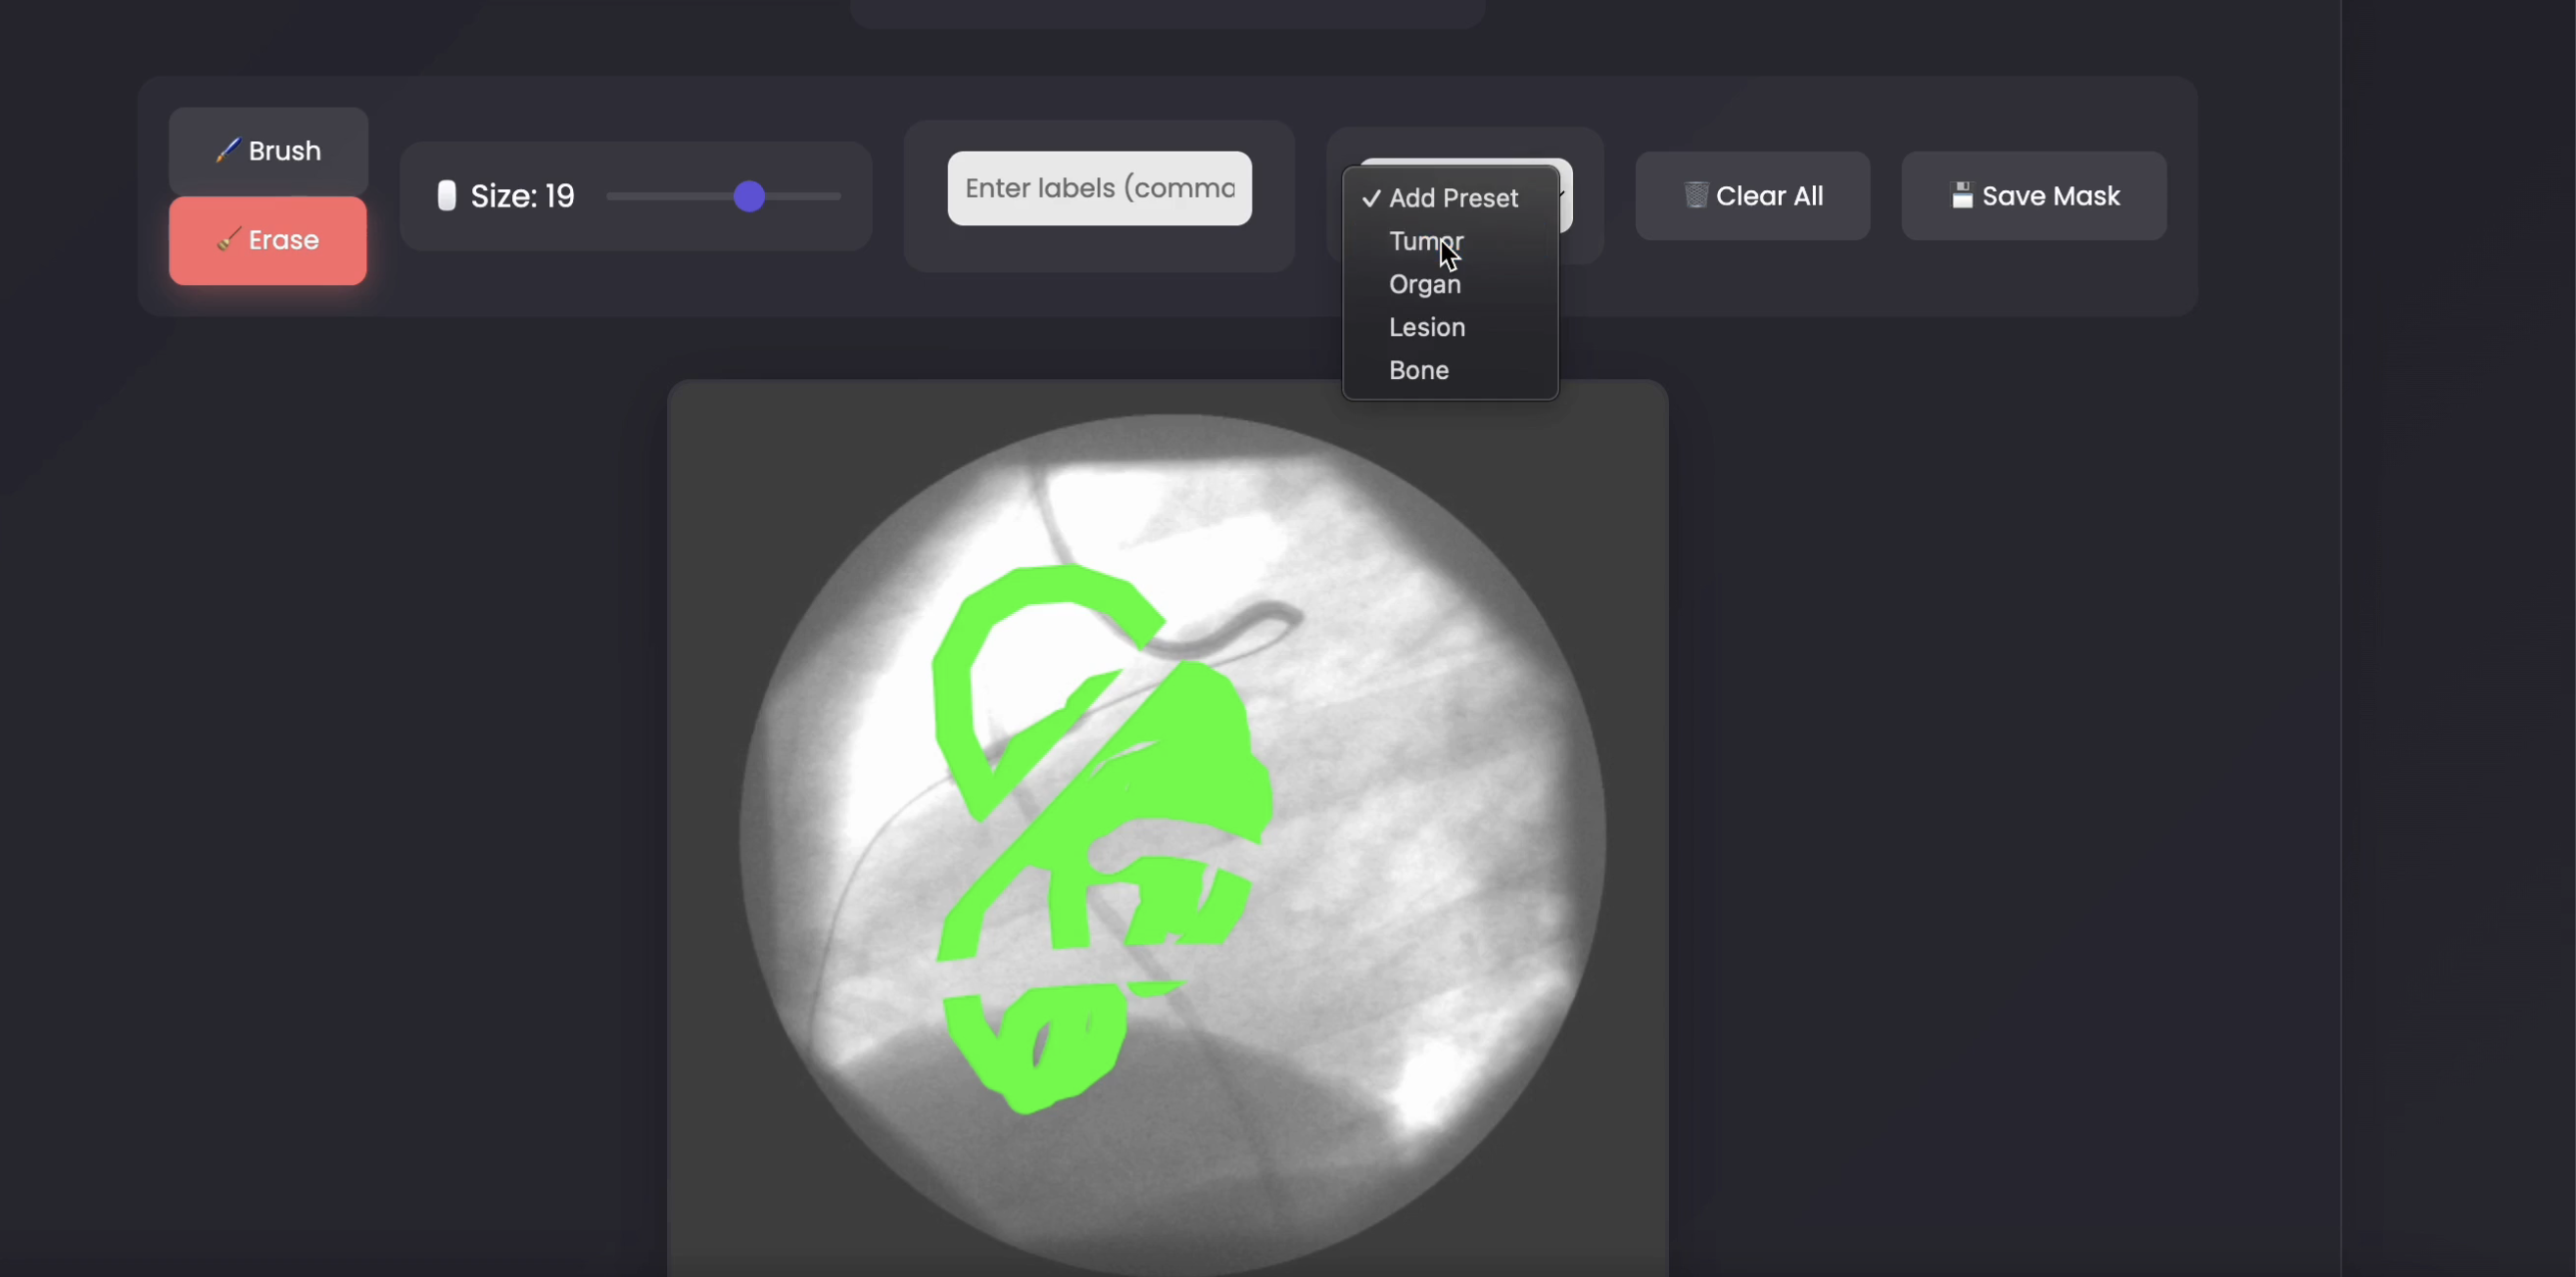 Brush
Erase
Size: 19
Enter labels (comma
✓ Add Preset
Tumor
Organ
Lesion
Bone
Clear All
Save Mask